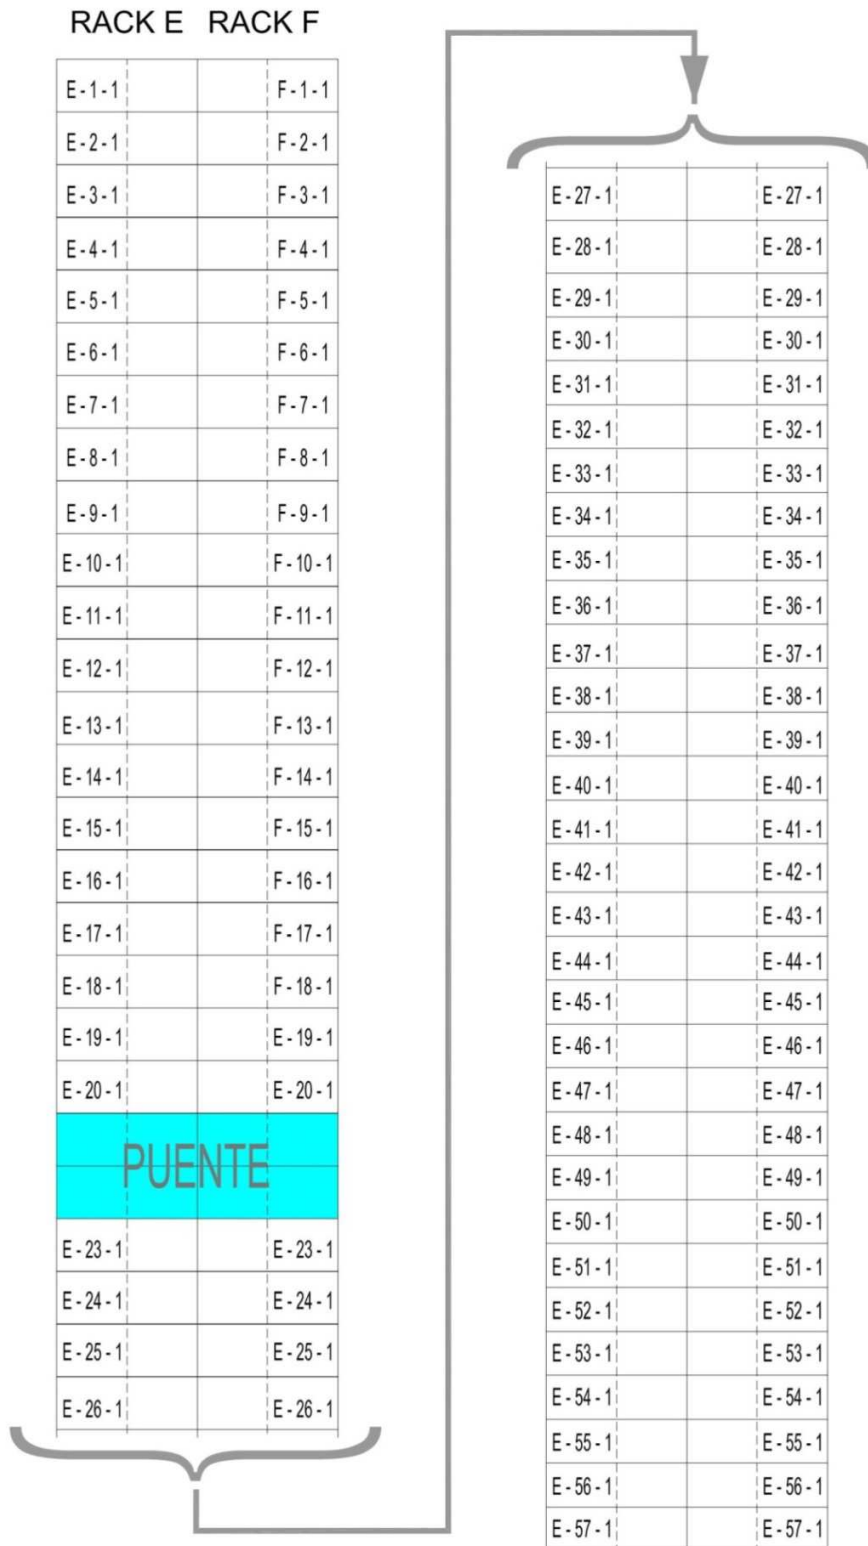 RACK E RACK F
E - 1 - 1 F - 1 - 1
E - 2 - 1 F - 2 - 1
E - 3 - 1 F - 3 - 1
E - 4 - 1 F - 4 - 1
E - 5 - 1 F - 5 - 1
E - 6 - 1 F - 6 - 1
E - 7 - 1 F - 7 - 1
E - 8 - 1 F - 8 - 1
E - 9 - 1 F - 9 - 1
E - 10 - 1 F - 10 - 1
E - 11 - 1 F - 11 - 1
E - 12 - 1 F - 12 - 1
E - 13 - 1 F - 13 - 1
E - 14 - 1 F - 14 - 1
E - 15 - 1 F - 15 - 1
E - 16 - 1 F - 16 - 1
E - 17 - 1 F - 17 - 1
E - 18 - 1 F - 18 - 1
E - 19 - 1 E - 19 - 1
E - 20 - 1 E - 20 - 1
PUENTE
E - 23 - 1 E - 23 - 1
E - 24 - 1 E - 24 - 1
E - 25 - 1 E - 25 - 1
E - 26 - 1 E - 26 - 1
E - 27 - 1 E - 27 - 1
E - 28 - 1 E - 28 - 1
E - 29 - 1 E - 29 - 1
E - 30 - 1 E - 30 - 1
E - 31 - 1 E - 31 - 1
E - 32 - 1 E - 32 - 1
E - 33 - 1 E - 33 - 1
E - 34 - 1 E - 34 - 1
E - 35 - 1 E - 35 - 1
E - 36 - 1 E - 36 - 1
E - 37 - 1 E - 37 - 1
E - 38 - 1 E - 38 - 1
E - 39 - 1 E - 39 - 1
E - 40 - 1 E - 40 - 1
E - 41 - 1 E - 41 - 1
E - 42 - 1 E - 42 - 1
E - 43 - 1 E - 43 - 1
E - 44 - 1 E - 44 - 1
E - 45 - 1 E - 45 - 1
E - 46 - 1 E - 46 - 1
E - 47 - 1 E - 47 - 1
E - 48 - 1 E - 48 - 1
E - 49 - 1 E - 49 - 1
E - 50 - 1 E - 50 - 1
E - 51 - 1 E - 51 - 1
E - 52 - 1 E - 52 - 1
E - 53 - 1 E - 53 - 1
E - 54 - 1 E - 54 - 1
E - 55 - 1 E - 55 - 1
E - 56 - 1 E - 56 - 1
E - 57 - 1 E - 57 - 1